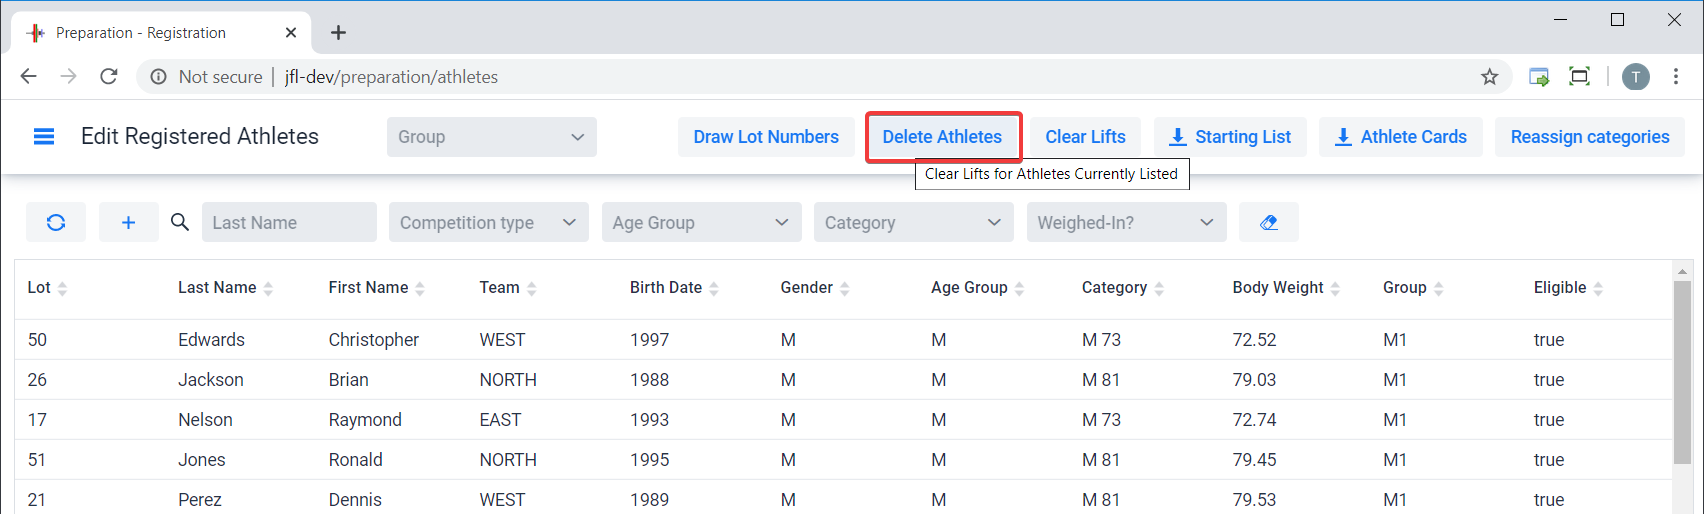 Preparation - Registration
Not secure | jfl-dev/preparation/athletes
T
Edit Registered Athletes
Group
Draw Lot Numbers
Delete Athletes
Clear Lifts
Starting List
Athlete Cards
Reassign categories
Clear Lifts for Athletes Currently Listed
Last Name
Competition type
Age Group
Category
Weighed-In?
Lot Last Name First Name Team Birth Date Gender Age Group Category Body Weight Group Eligible
50 Edwards Christopher WEST 1997 M M M 73 72.52 M1 true
26 Jackson Brian NORTH 1988 M M M 81 79.03 M1 true
17 Nelson Raymond EAST 1993 M M M 73 72.74 M1 true
51 Jones Ronald NORTH 1995 M M M 81 79.45 M1 true
21 Perez Dennis WEST 1989 M M M 81 79.53 M1 true